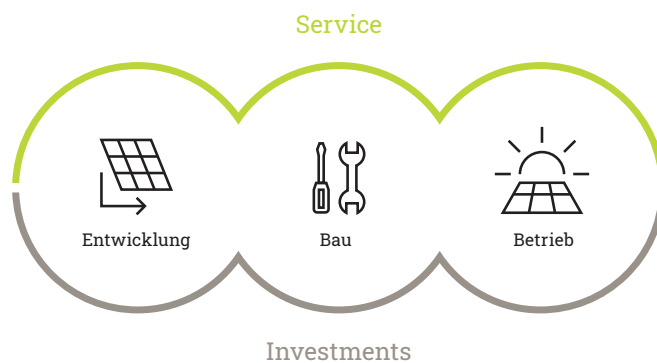 Service
Entwicklung
Bau
Betrieb
Investments